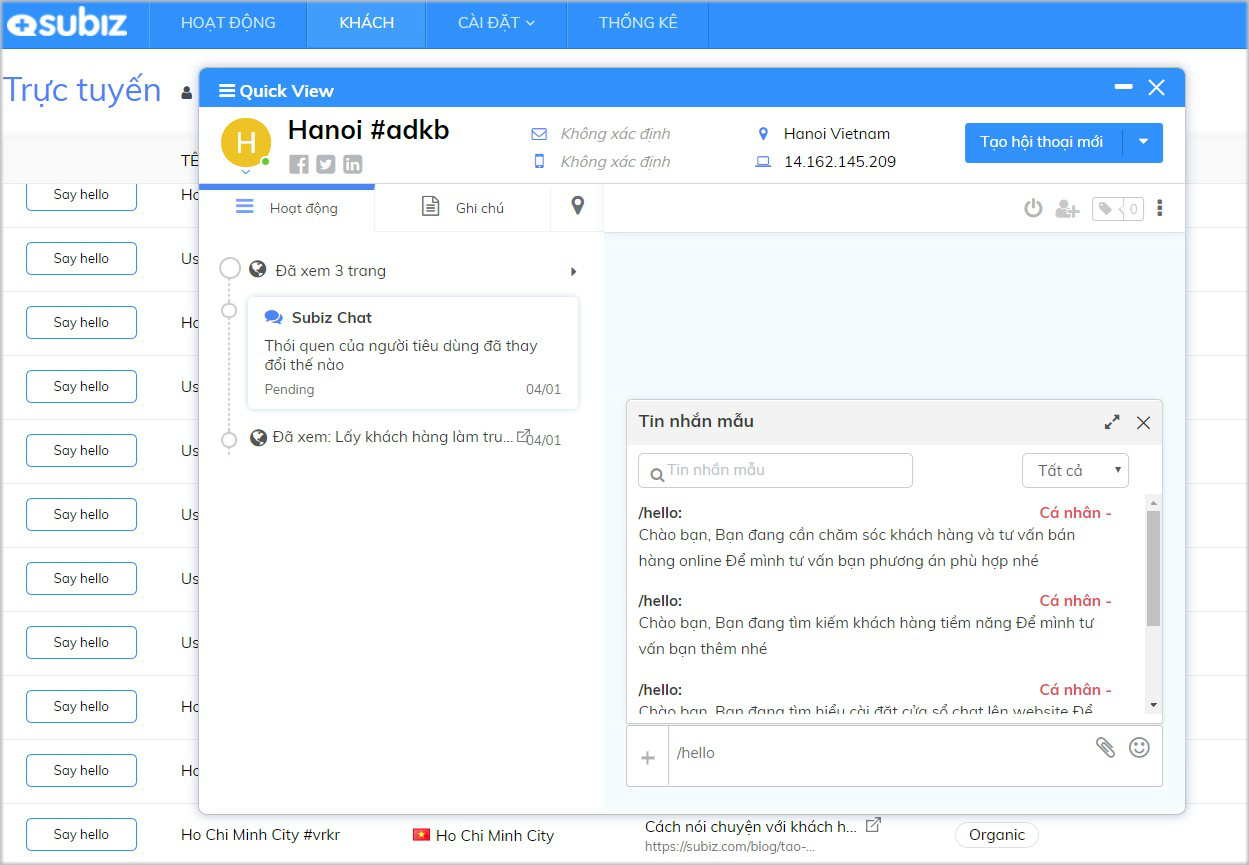 subiz
HOẠT ĐỘNG
KHÁCH
CÀI ĐẶT
THỐNG KÊ
Trực tuyến
Quick View
H
Hanoi #adkb
Không xác định
Không xác định
Hanoi Vietnam
14.162.145.209
Tạo hội thoại mới
TÊ
Hoạt động
Ghi chú
0
Say hello
Ho
Say hello
Us
Say hello
Ho
Say hello
Us
Say hello
Us
Say hello
Us
Say hello
Us
Say hello
Us
Say hello
Ho
Say hello
Ho
Đã xem 3 trang
Subiz Chat
Thói quen của người tiêu dùng đã thay
đổi thế nào
Pending
04/01
Đã xem: Lấy khách hàng làm tru...
04/01
Tin nhắn mẫu
Tin nhắn mẫu
Tất cả
/hello:
Cá nhân -
Chào bạn, Bạn đang cần chăm sóc khách hàng và tư vấn bán
hàng online Để mình tư vấn bạn phương án phù hợp nhé
/hello:
Cá nhân -
Chào bạn, Bạn đang tìm kiếm khách hàng tiềm năng Để mình tư
vấn bạn thêm nhé
/hello:
Cá nhân -
Chào bạn, Bạn đang tìm hiểu cài đặt cửa sổ chat lên website Để
/hello
Say hello
Ho Chi Minh City #vrkr
Ho Chi Minh City
Cách nói chuyện với khách h...
https://subiz.com/blog/tao-...
Organic